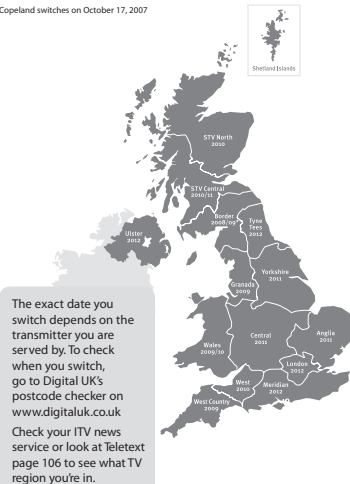 Copeland switches on October 17, 2007
Shetland Islands
STV North
2010
STV Central
2010/11
Border
2008/09
Tyne
Tees
2012
Ulster
2012
Granada
2009
Yorkshire
2011
Wales
2009/10
Central
2011
Anglia
2011
London
2012
West
2010
Meridian
2012
West Country
2009
The exact date you
switch depends on the
transmitter you are
served by. To check
when you switch,
go to Digital UK's
postcode checker on
www.digitaluk.co.uk
Check your ITV news
service or look at Teletext
page 106 to see what TV
region you're in.